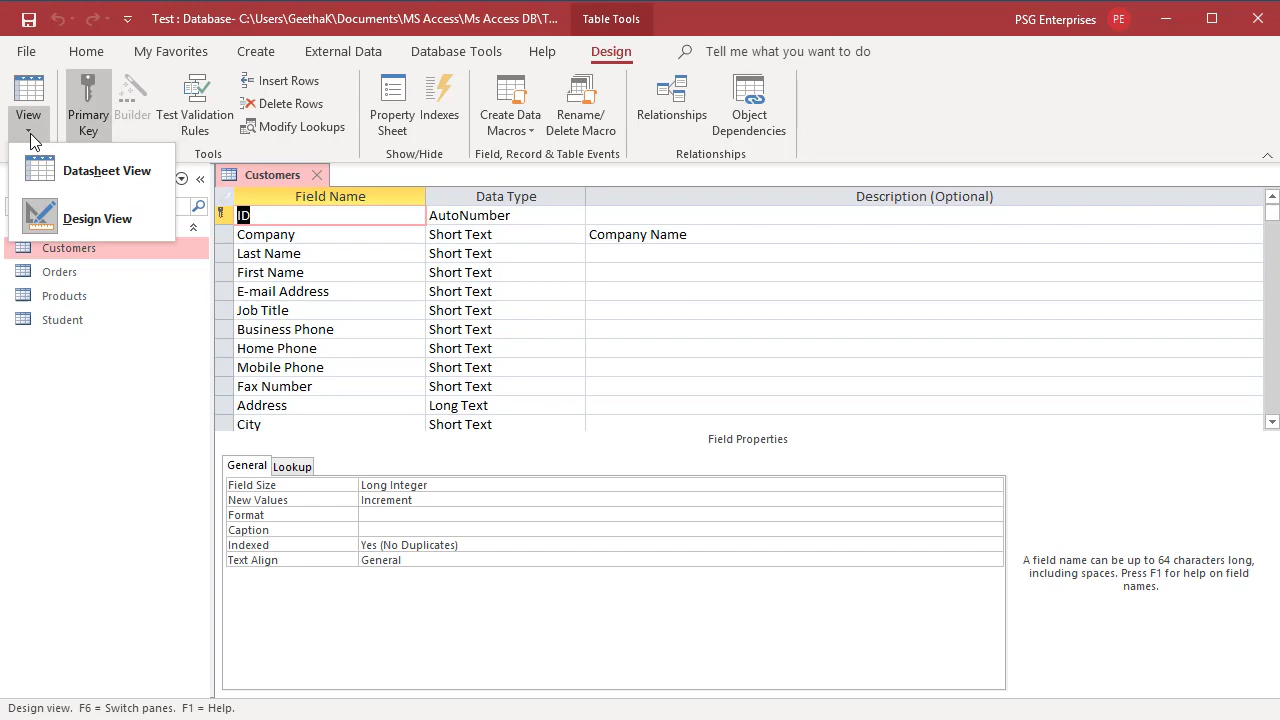 Test : Database- C:\Users\GeethaK\Documents\MS Access\Ms Access DB\T...
Table Tools
PSG Enterprises
PE
File
Home
My Favorites
Create
External Data
Database Tools
Help
Design
Tell me what you want to do
View
Primary
Key
Builder
Test Validation
Rules
Insert Rows
Delete Rows
Modify Lookups
Tools
Property
Sheet
Indexes
Show/Hide
Create Data
Macros
Rename/
Delete Macro
Field, Record & Table Events
Relationships
Object
Dependencies
Relationships
Datasheet View
Design View
Customers
Orders
Products
Student
Customers
Field Name Data Type Description (Optional)
ID AutoNumber
Company Short Text Company Name
Last Name Short Text
First Name Short Text
E-mail Address Short Text
Job Title Short Text
Business Phone Short Text
Home Phone Short Text
Mobile Phone Short Text
Fax Number Short Text
Address Long Text
City Short Text
Field Properties
General Lookup
Field Size Long Integer
New Values Increment
Format
Caption
Indexed Yes (No Duplicates)
Text Align General
A field name can be up to 64 characters long,
including spaces. Press F1 for help on field
names.
Design view. F6 = Switch panes. F1 = Help.